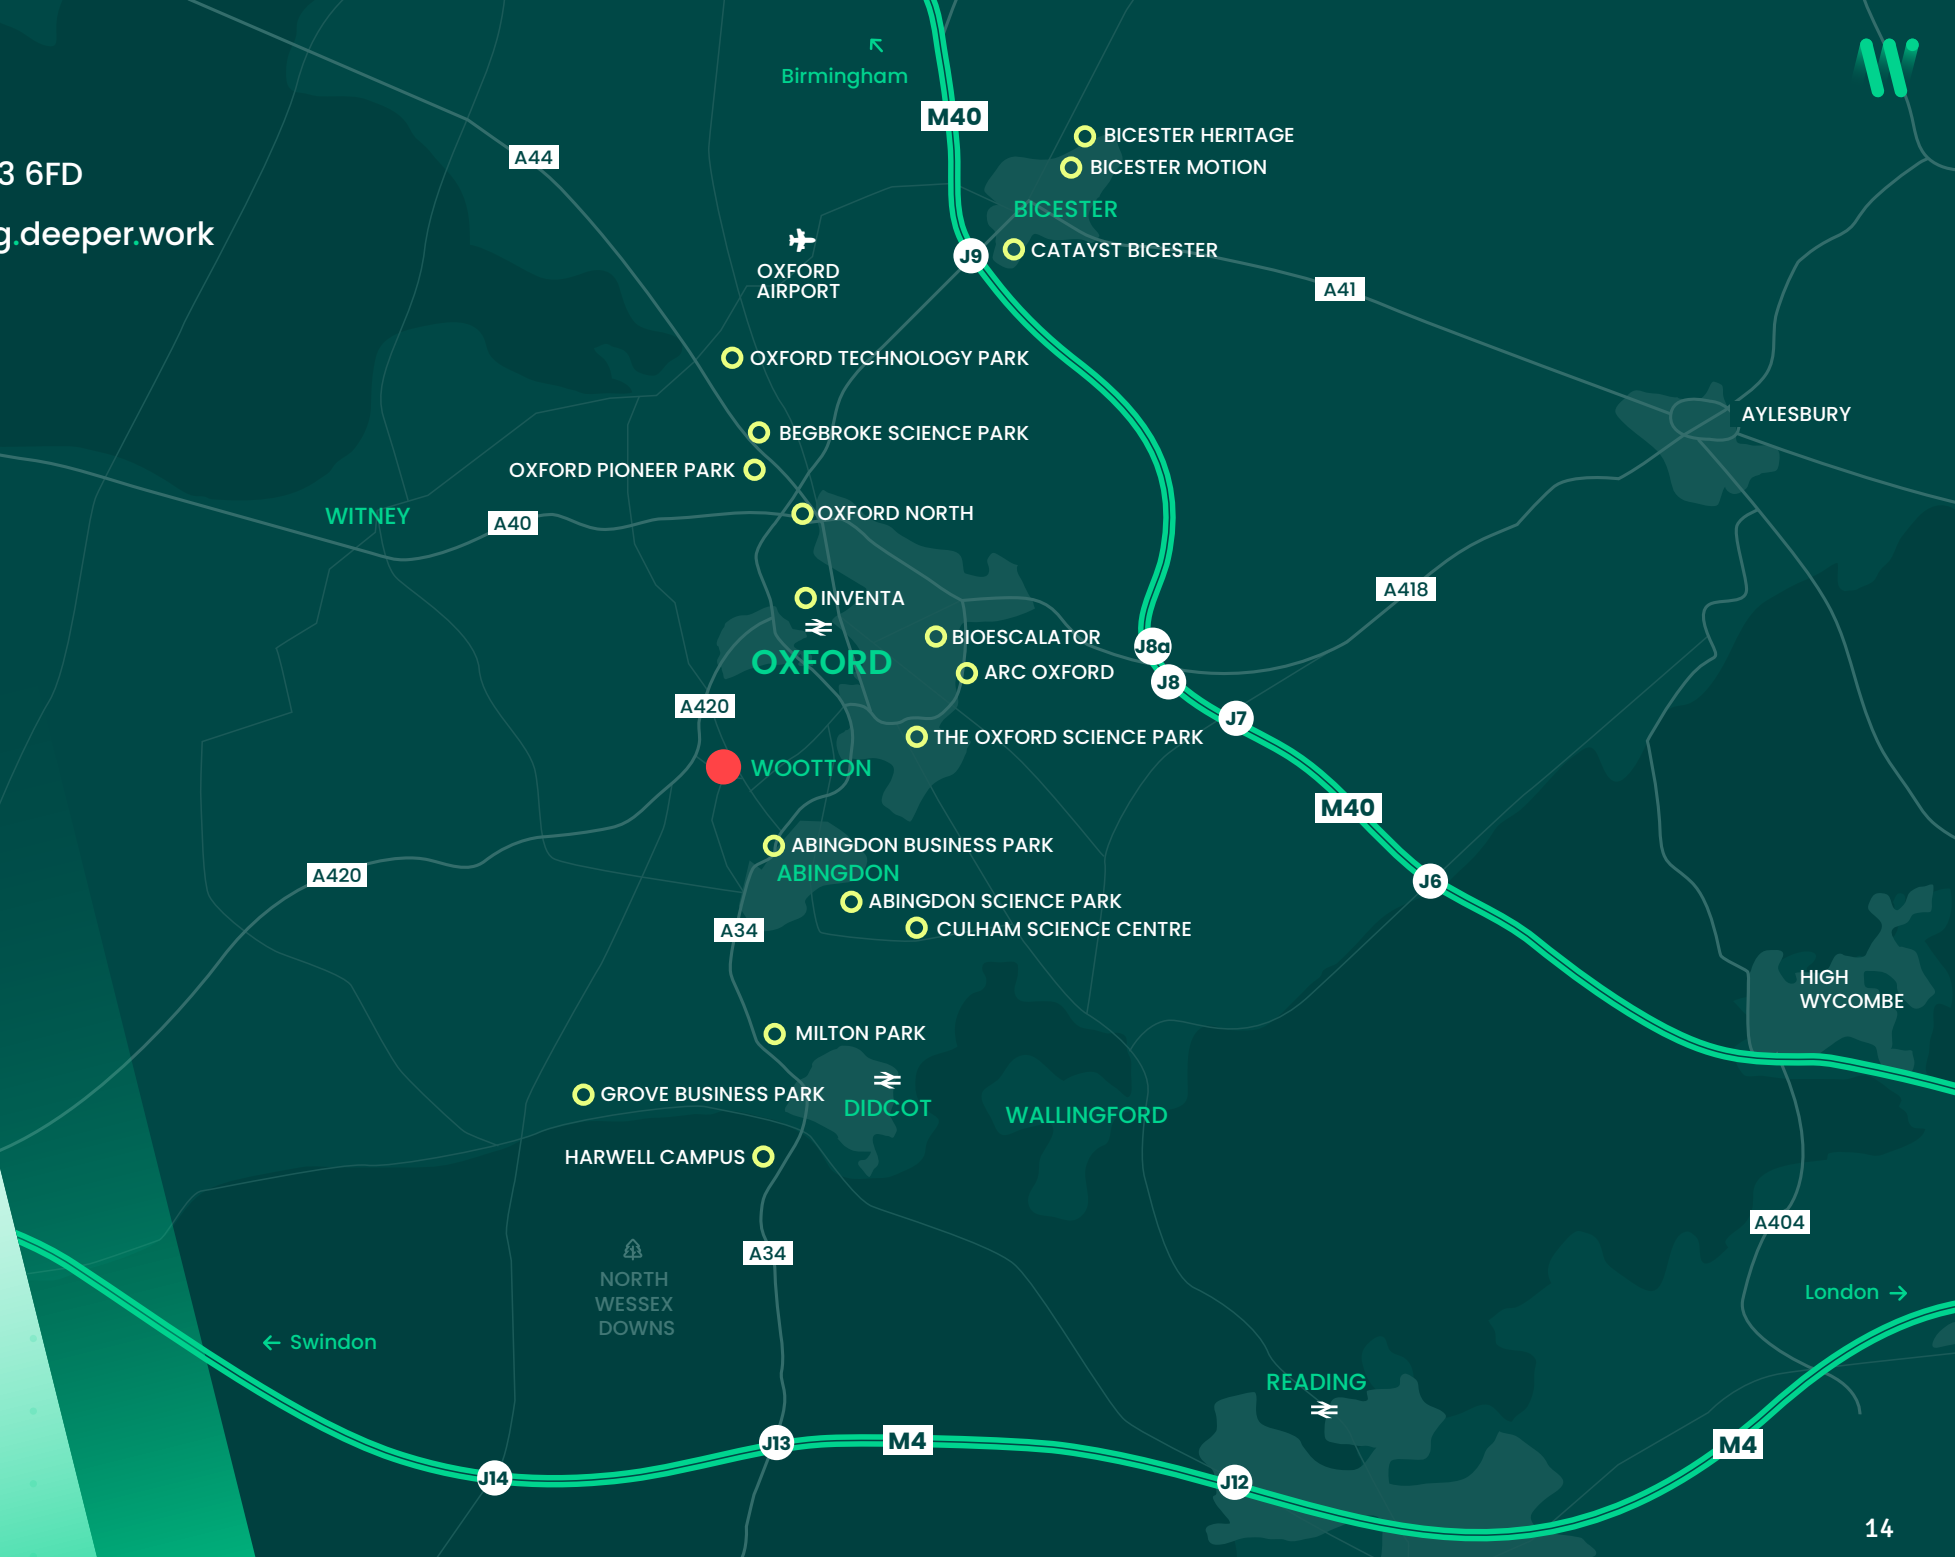 Birmingham
M40
BICESTER HERITAGE
A44
BICESTER MOTION
3 6FD
BICESTER
g.deeper.work
CATAYST BICESTER
J9
OXFORD
AIRPORT
A41
OXFORD TECHNOLOGY PARK
AYLESBURY
BEGBROKE SCIENCE PARK
OXFORD PIONEER PARK
WITNEY
A40
OXFORD NORTH
A418
INVENTA
BIOESCALATOR
J8a
OXFORD
ARC OXFORD
J8
A420
J7
THE OXFORD SCIENCE PARK
WOOTTON
M40
ABINGDON BUSINESS PARK
A420
ABINGDON
J6
ABINGDON SCIENCE PARK
A34
CULHAM SCIENCE CENTRE
HIGH
WYCOMBE
MILTON PARK
GROVE BUSINESS PARK
DIDCOT
WALLINGFORD
HARWELL CAMPUS
A404
A34
NORTH
WESSEX
DOWNS
London →
← Swindon
READING
J13
M4
M4
J14
J12
14